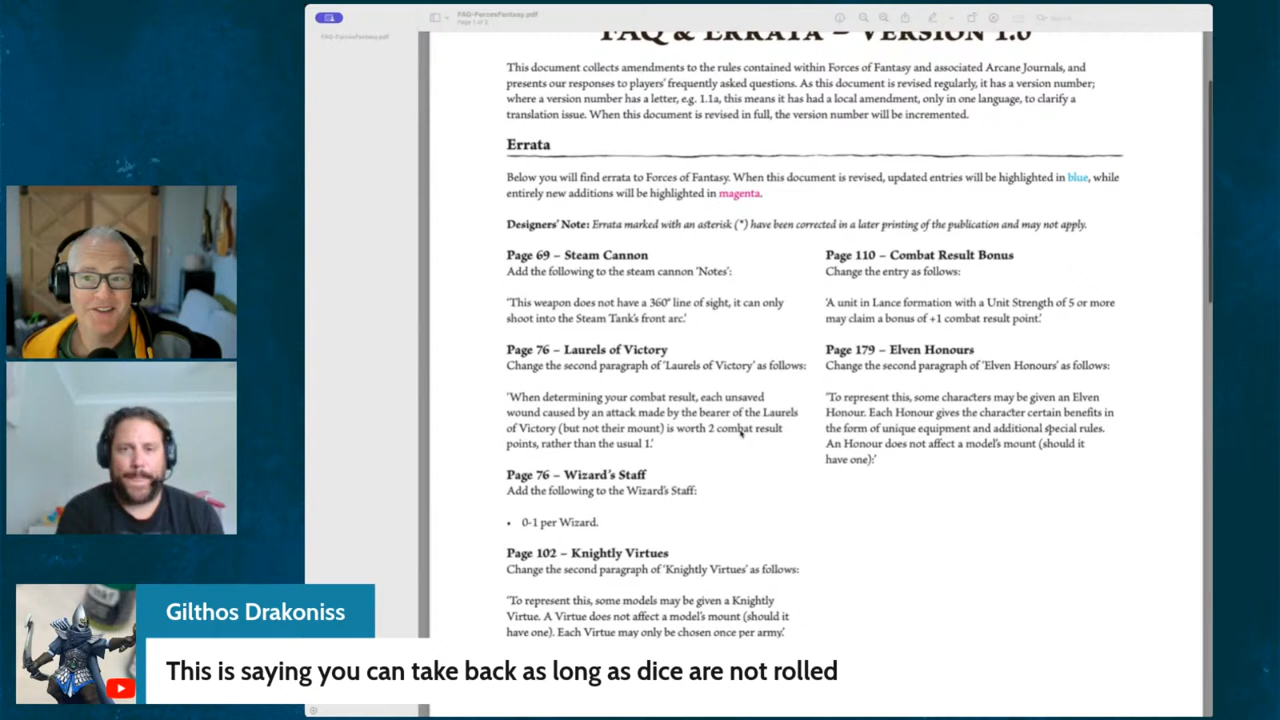 FAQ-ForcesFantasy.pdf
Page 1 of 3
Search
FAQ-ForcesFantasy.pdf
FAQ & ERRATA – VERSION 1.0
This document collects amendments to the rules contained within Forces of Fantasy and associated Arcane Journals, and
presents our responses to players' frequently asked questions. As this document is revised regularly, it has a version number;
where a version number has a letter, e.g. 1.1a, this means it has had a local amendment, only in one language, to clarify a
translation issue. When this document is revised in full, the version number will be incremented.
Errata
Below you will find errata to Forces of Fantasy. When this document is revised, updated entries will be highlighted in blue, while
entirely new additions will be highlighted in magenta.
Designers' Note: Errata marked with an asterisk (*) have been corrected in a later printing of the publication and may not apply.
Page 69 – Steam Cannon
Add the following to the steam cannon 'Notes':
'This weapon does not have a 360° line of sight, it can only
shoot into the Steam Tank's front arc.'
Page 76 – Laurels of Victory
Change the second paragraph of 'Laurels of Victory' as follows:
'When determining your combat result, each unsaved
wound caused by an attack made by the bearer of the Laurels
of Victory (but not their mount) is worth 2 combat result
points, rather than the usual 1.'
Page 76 – Wizard's Staff
Add the following to the Wizard's Staff:
• 0-1 per Wizard.
Page 102 – Knightly Virtues
Change the second paragraph of 'Knightly Virtues' as follows:
'To represent this, some models may be given a Knightly
Virtue. A Virtue does not affect a model's mount (should it
have one). Each Virtue may only be chosen once per army.'
Page 110 – Combat Result Bonus
Change the entry as follows:
'A unit in Lance formation with a Unit Strength of 5 or more
may claim a bonus of +1 combat result point.'
Page 179 – Elven Honours
Change the second paragraph of 'Elven Honours' as follows:
'To represent this, some characters may be given an Elven
Honour. Each Honour gives the character certain benefits in
the form of unique equipment and additional special rules.
An Honour does not affect a model's mount (should it
have one):'
Gilthos Drakoniss
This is saying you can take back as long as dice are not rolled